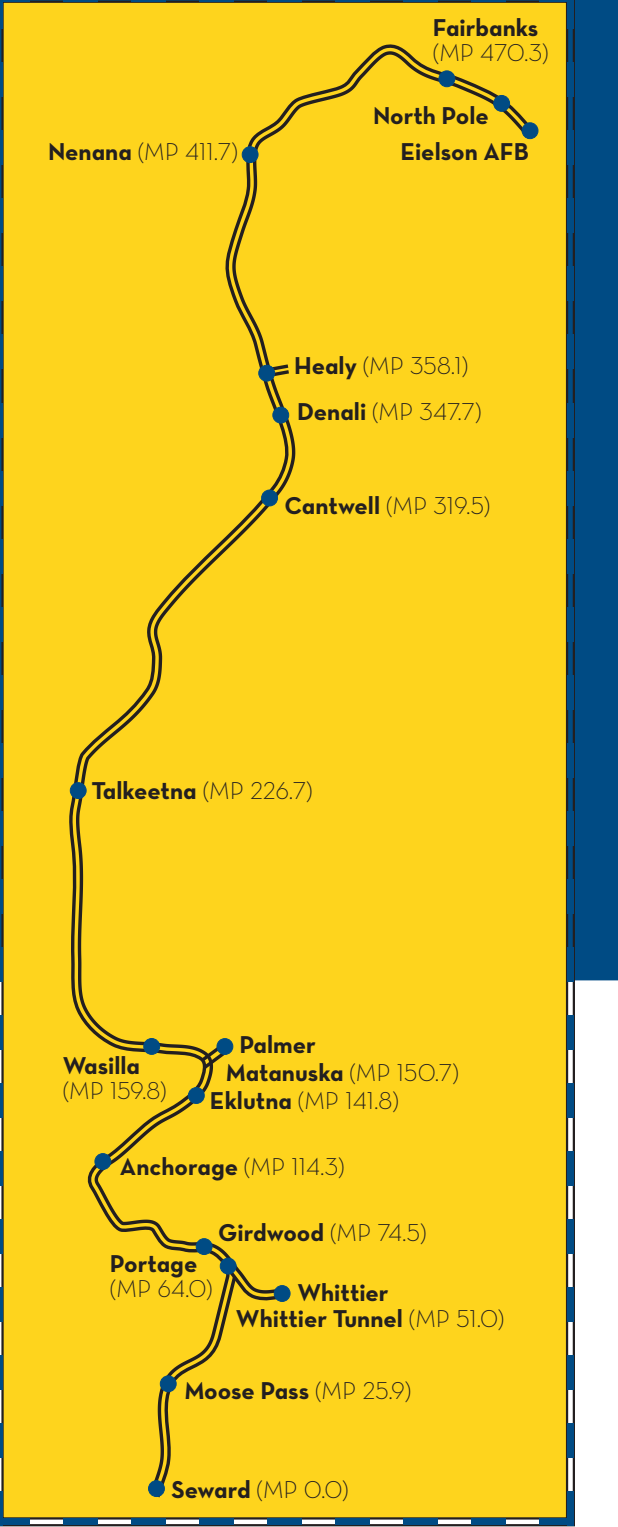 Fairbanks
(MP 470.3)
North Pole
Eielson AFB
Nenana (MP 411.7)
Healy (MP 358.1)
Denali (MP 347.7)
Cantwell (MP 319.5)
Talkeetna (MP 226.7)
Palmer
Wasilla
(MP 159.8)
Matanuska (MP 150.7)
Eklutna (MP 141.8)
Anchorage (MP 114.3)
Girdwood (MP 74.5)
Portage
(MP 64.0)
Whittier
Whittier Tunnel (MP 51.0)
Moose Pass (MP 25.9)
Seward (MP 0.0)